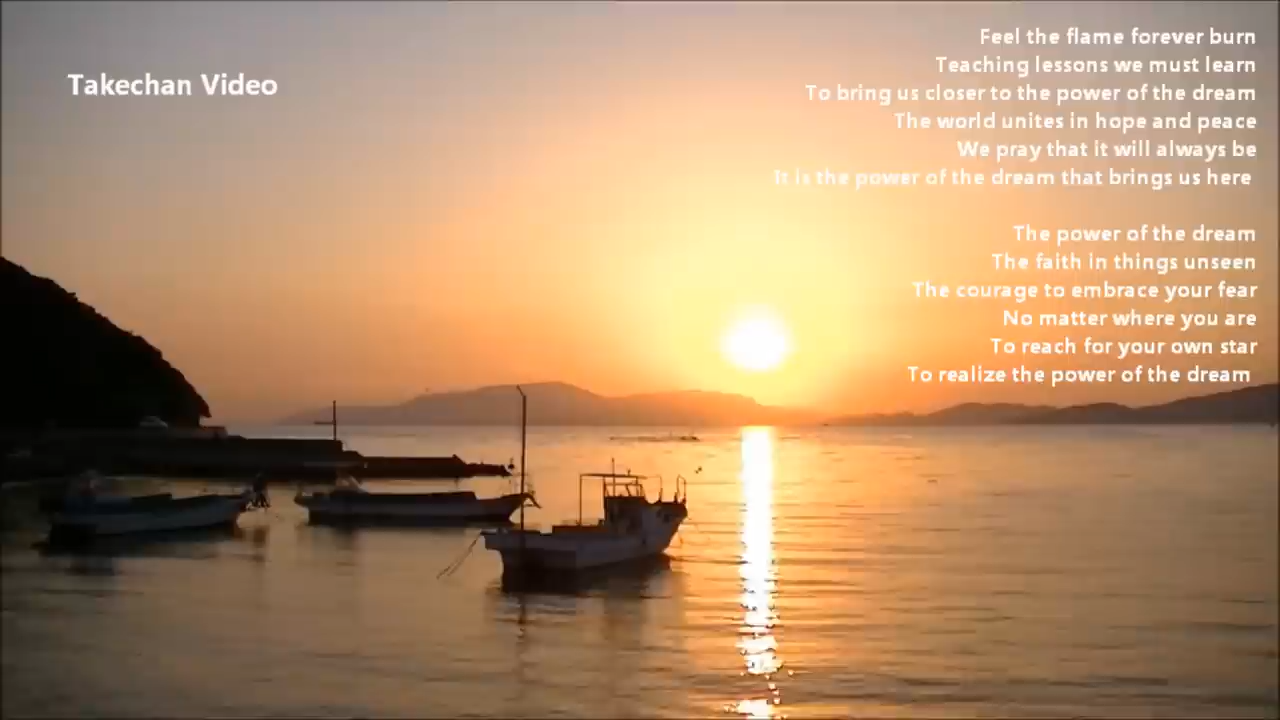 Takechan Video
Feel the flame forever burn
Teaching lessons we must learn
To bring us closer to the power of the dream
The world unites in hope and peace
We pray that it will always be
It is the power of the dream that brings us here
The power of the dream
The faith in things unseen
The courage to embrace your fear
No matter where you are
To reach for your own star
To realize the power of the dream